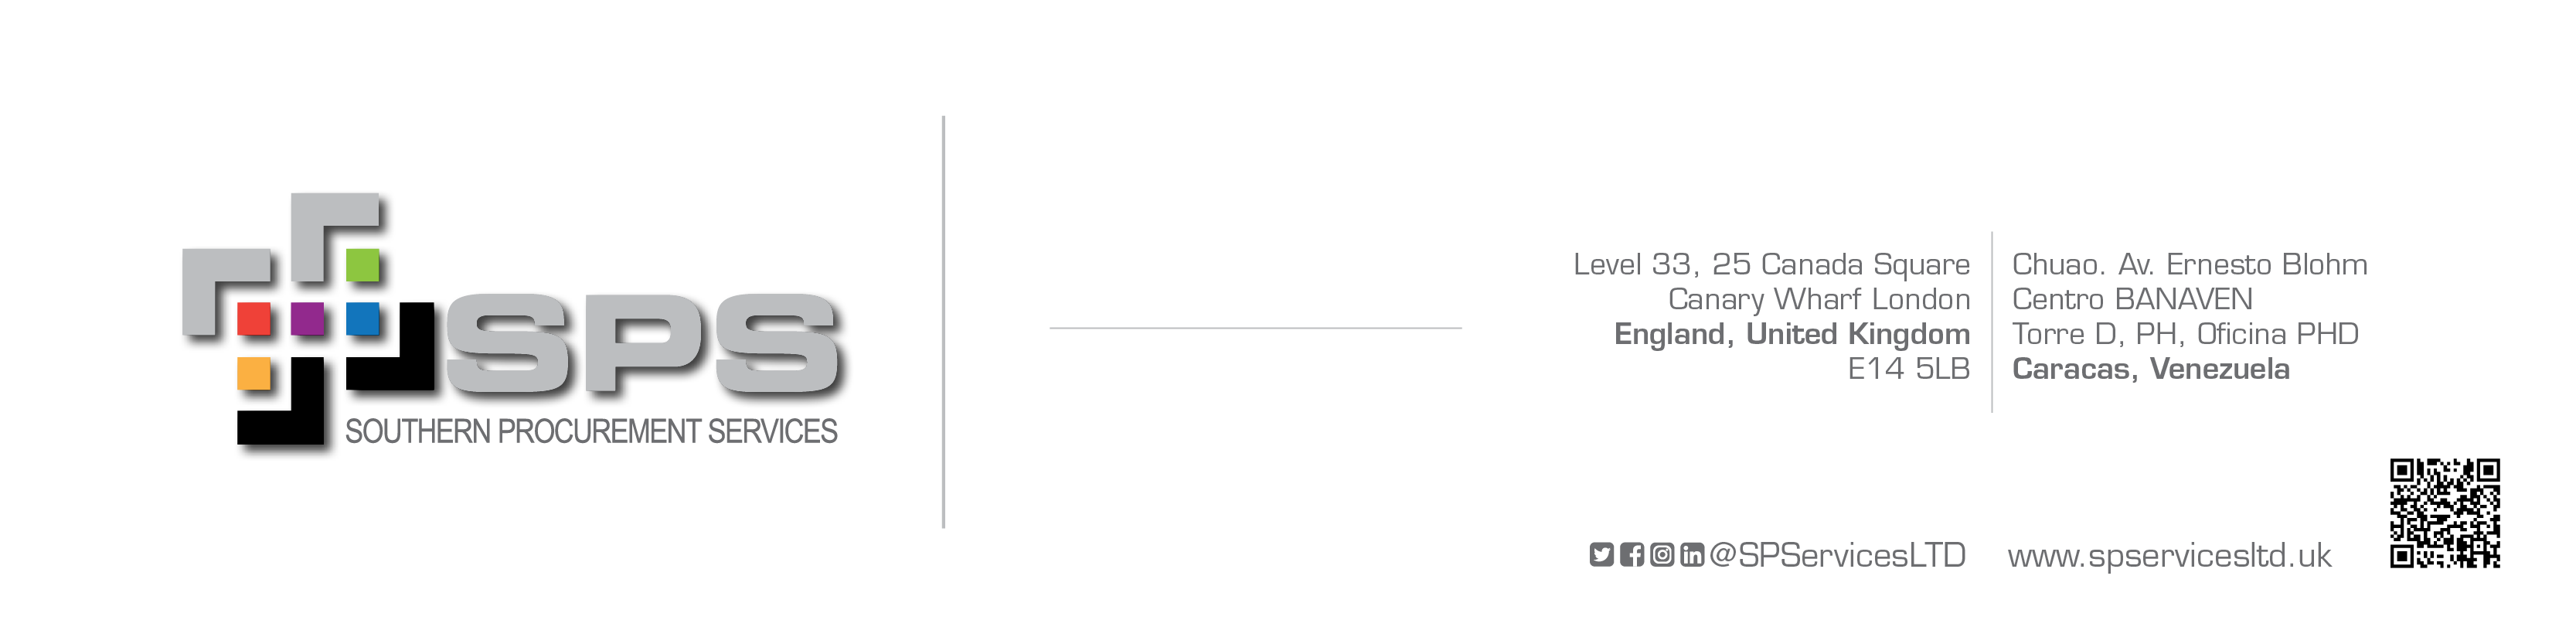 SPS
SOUTHERN PROCUREMENT SERVICES
Level 33, 25 Canada Square
Canary Wharf London
England, United Kingdom
E14 5LB
Chuao. Av. Ernesto Blohm
Centro BANAVEN
Torre D, PH, Oficina PHD
Caracas, Venezuela
@SPServicesLTD
www.spservicesltd.uk